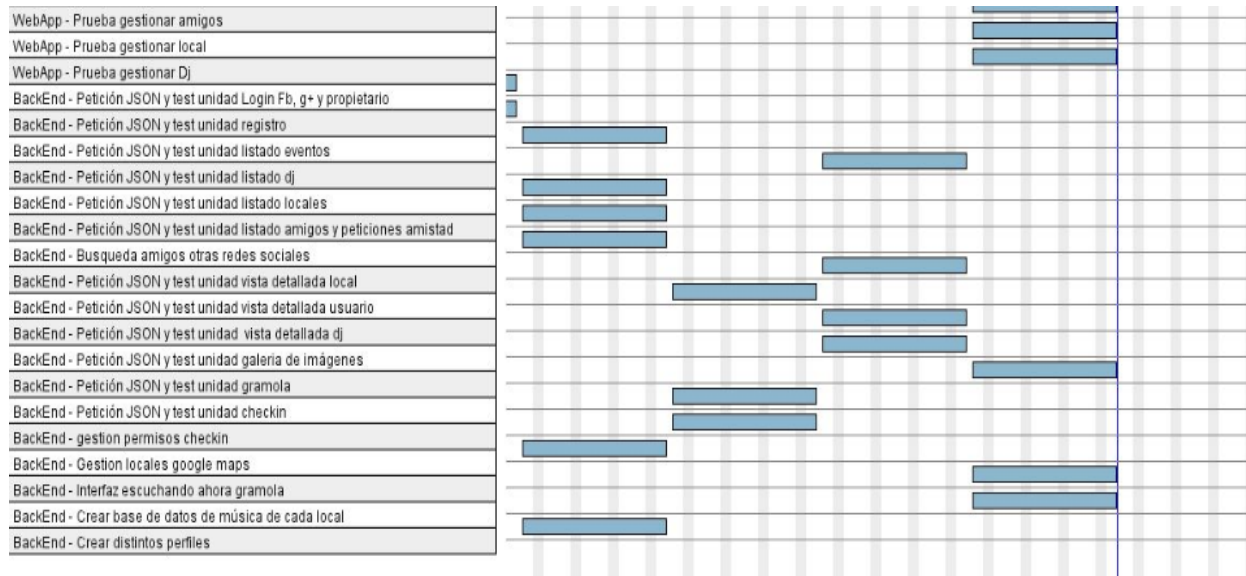 WebApp - Prueba gestionar amigos
WebApp - Prueba gestionar local
WebApp - Prueba gestionar Dj
BackEnd - Petición JSON y test unidad Login Fb, g+ y propietario
BackEnd - Petición JSON y test unidad registro
BackEnd - Petición JSON y test unidad listado eventos
BackEnd - Petición JSON y test unidad listado dj
BackEnd - Petición JSON y test unidad listado locales
BackEnd - Petición JSON y test unidad listado amigos y peticiones amistad
BackEnd - Busqueda amigos otras redes sociales
BackEnd - Petición JSON y test unidad vista detallada local
BackEnd - Petición JSON y test unidad vista detallada usuario
BackEnd - Petición JSON y test unidad vista detallada dj
BackEnd - Petición JSON y test unidad galeria de imágenes
BackEnd - Petición JSON y test unidad gramola
BackEnd - Petición JSON y test unidad checkin
BackEnd - gestion permisos checkin
BackEnd - Gestion locales google maps
BackEnd - Interfaz escuchando ahora gramola
BackEnd - Crear base de datos de música de cada local
BackEnd - Crear distintos perfiles